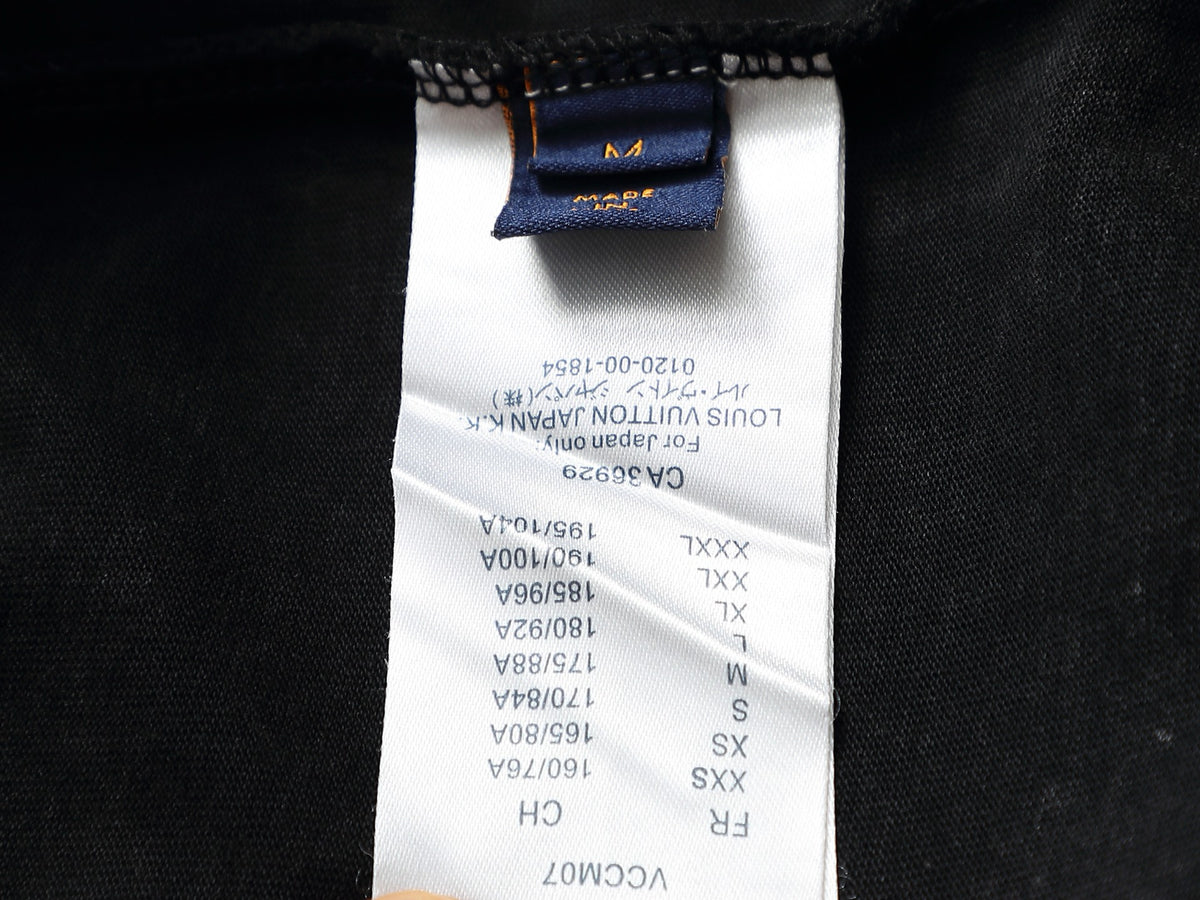 M
MADE
IN
VCCM07
FR CH
XXS 160/76A
XS 165/80A
S 170/84A
M 175/88A
L 180/92A
XL 185/96A
XXL 190/100A
XXXL 195/104A
CA36929
For Japan only:
LOUIS VUITTON JAPAN K.K.
ルイ・ヴィトン ジャパン(株)
0120-00-1854